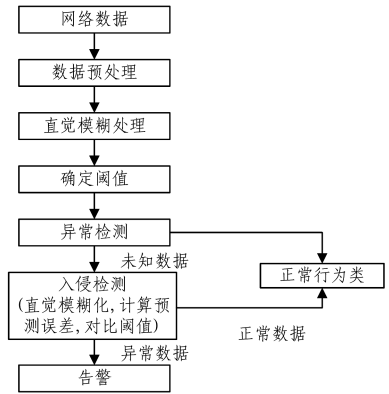 网络数据
数据预处理
直觉模糊处理
确定阈值
异常检测
未知数据
正常行为类
入侵检测
(直觉模糊化,计算预
测误差,对比阈值)
正常数据
异常数据
告警